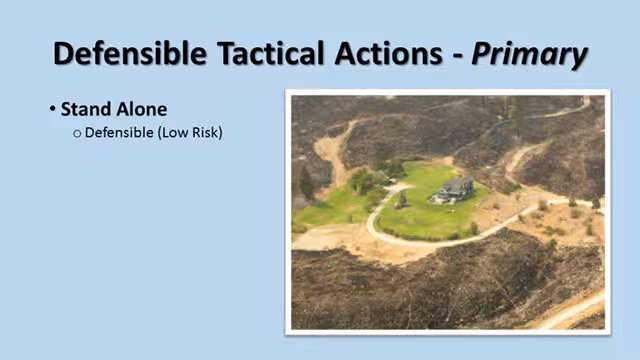 Defensible Tactical Actions - Primary
• Stand Alone
o Defensible (Low Risk)